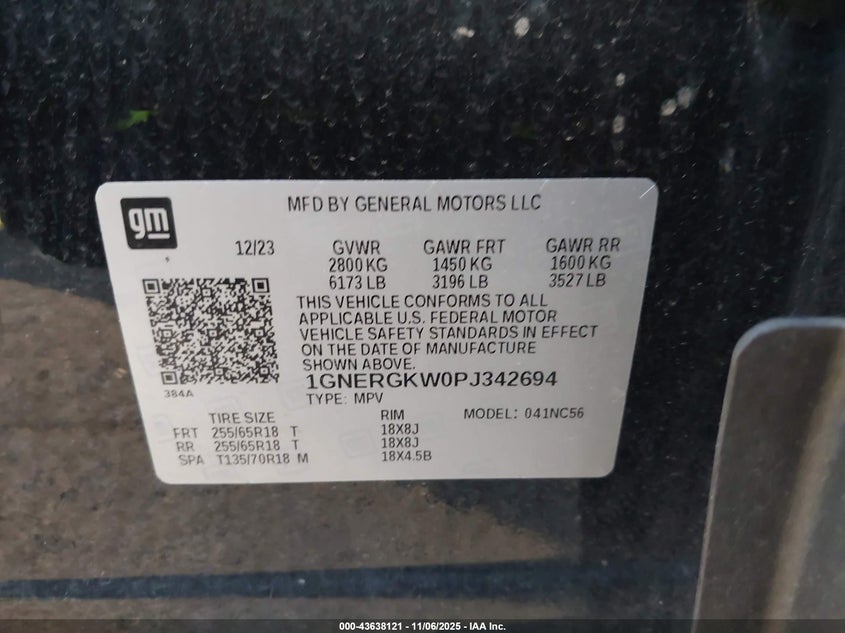 gm
MFD BY GENERAL MOTORS LLC
12/23 GVWR GAWR FRT GAWR RR
2800 KG 1450 KG 1600 KG
6173 LB 3196 LB 3527 LB
THIS VEHICLE CONFORMS TO ALL
APPLICABLE U.S. FEDERAL MOTOR
VEHICLE SAFETY STANDARDS IN EFFECT
ON THE DATE OF MANUFACTURE
SHOWN ABOVE.
384A
1GNERGKW0PJ342694
TYPE: MPV MODEL: 041NC56
TIRE SIZE RIM
FRT 255/65R18 T 18X8J
RR 255/65R18 T 18X8J
SPA T135/70R18 M 18X4.5B
000-43638121 - 11/06/2025 - IAA Inc.